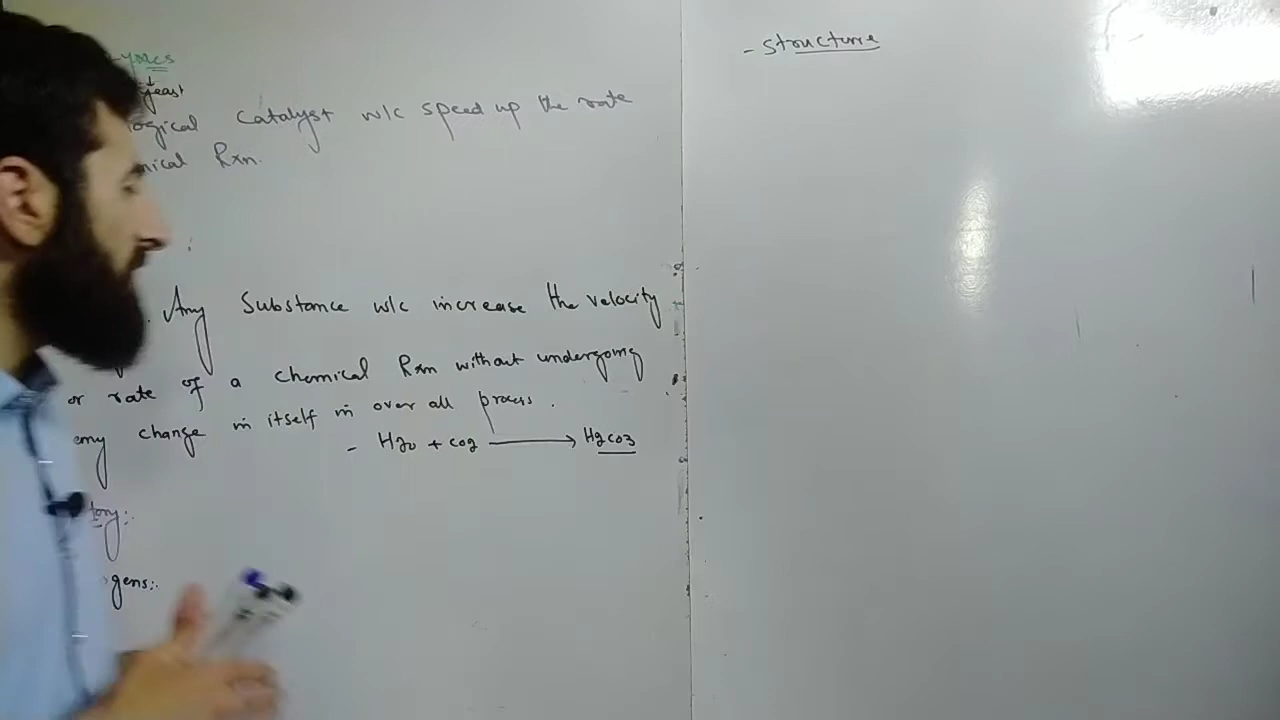 ymes
yeast
logical catalyst w/c speed up the rate
mical Rxn.
:
. Any substance w/c increase the velocity
or rate of a chemical Rxn without undergoing
any change in itself in over all process.
- H2O + CO2 → H2CO3
tory:
gens:
- structure